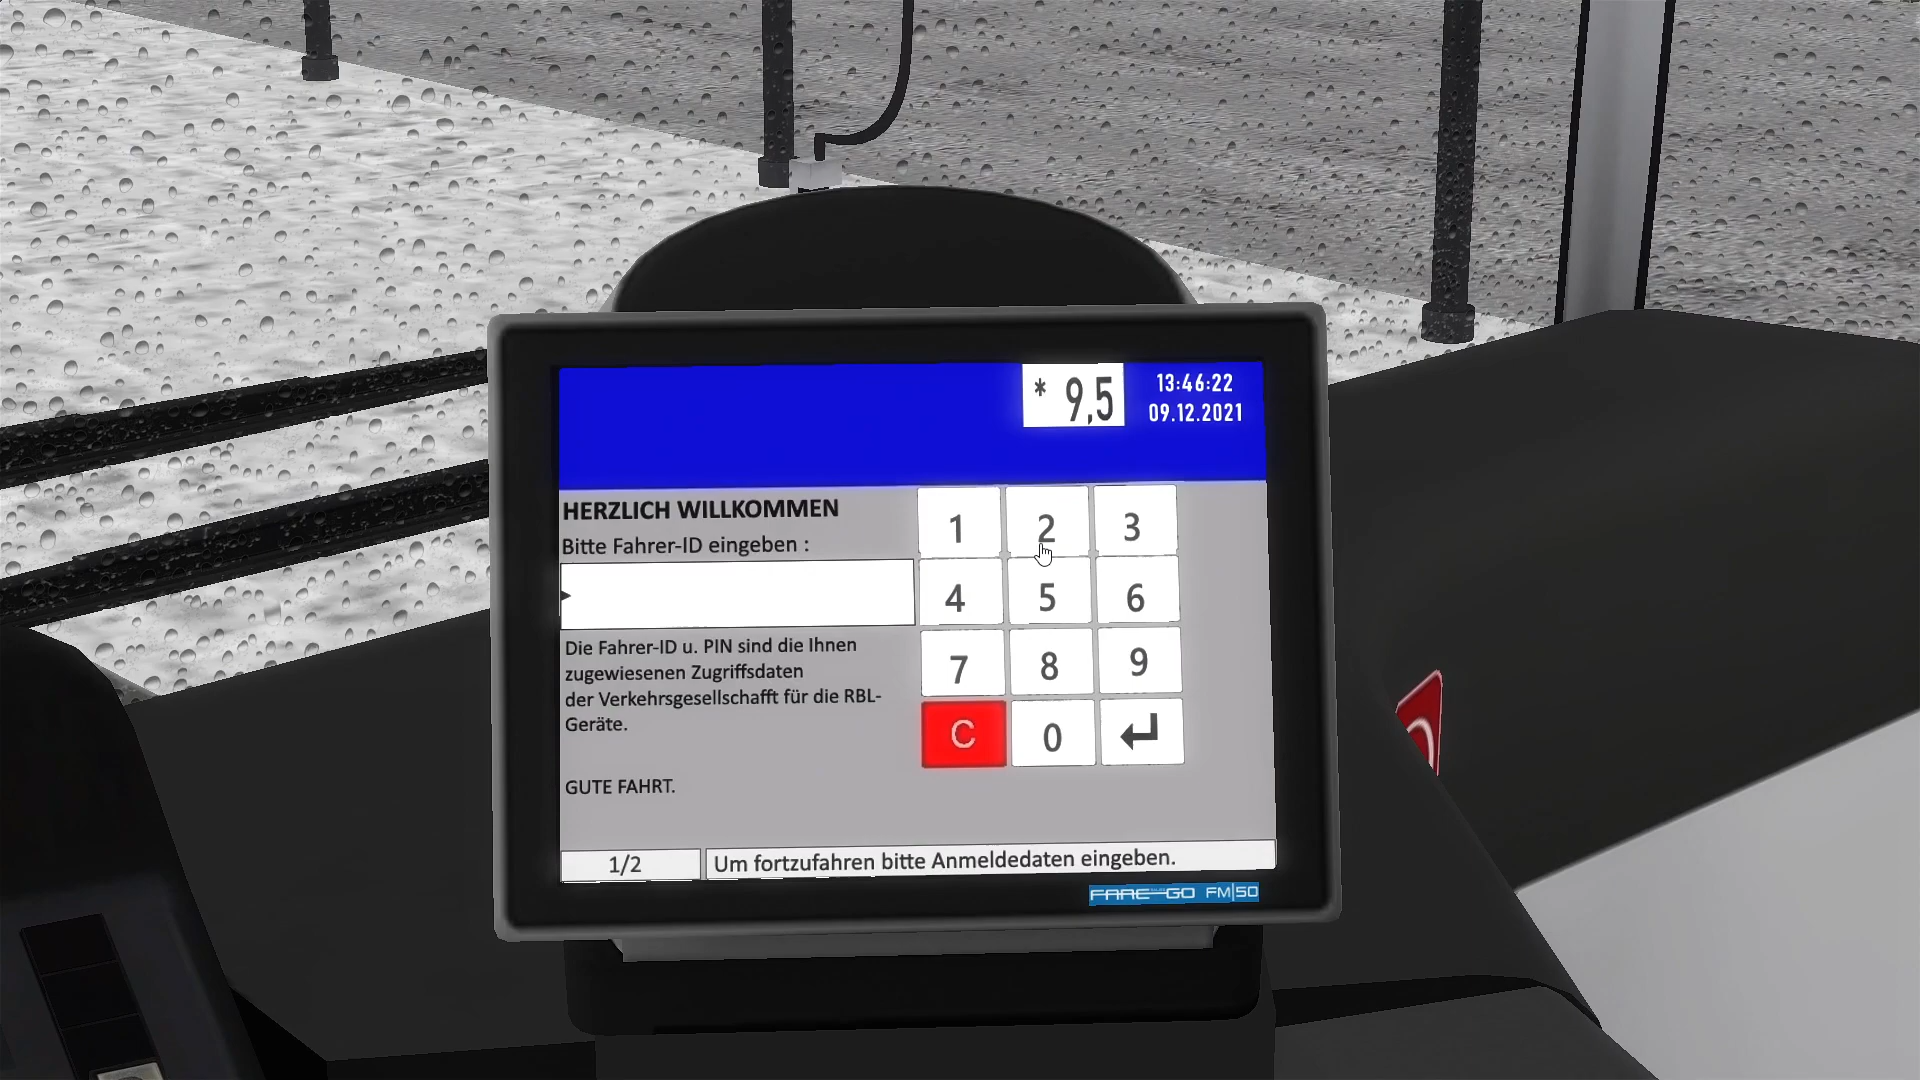 * 9,5
13:46:22
09.12.2021
HERZLICH WILLKOMMEN
Bitte Fahrer-ID eingeben :
1 2 3
4 5 6
7 8 9
C 0
Die Fahrer-ID u. PIN sind die Ihnen
zugewiesenen Zugriffsdaten
der Verkehrsgesellschafft für die RBL-
Geräte.
GUTE FAHRT.
1/2
Um fortzufahren bitte Anmeldedaten eingeben.
FARE GO FM|50